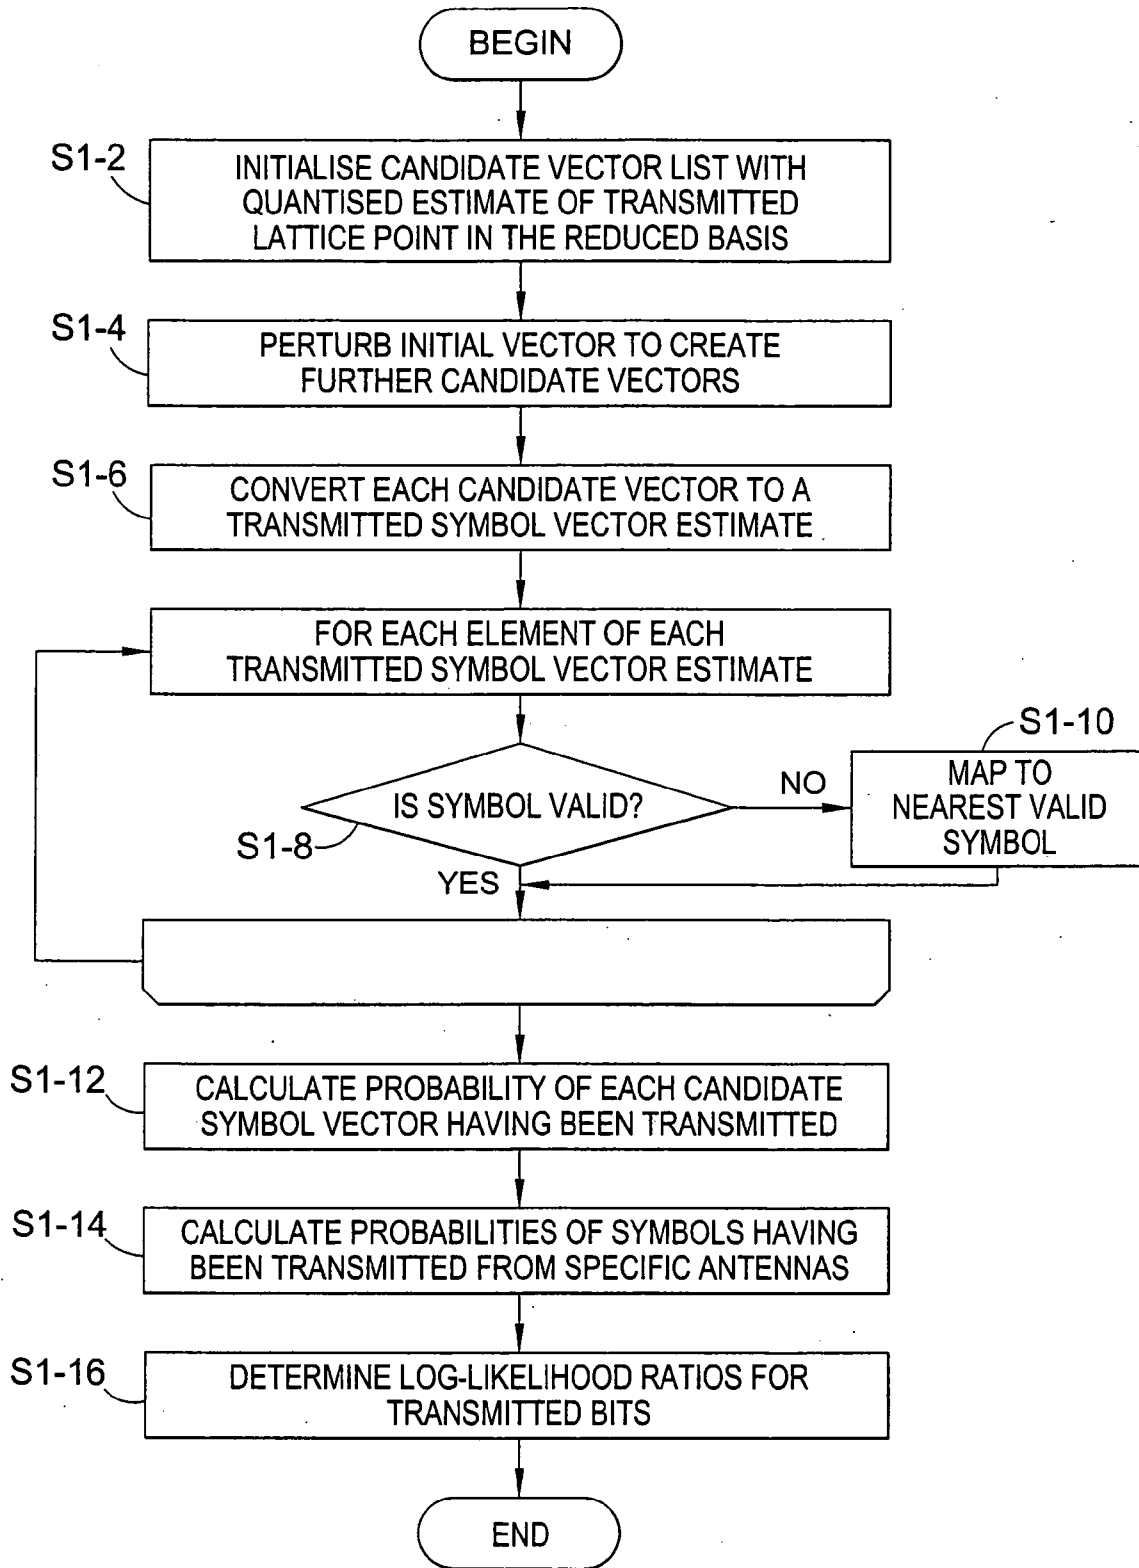 BEGIN
S1-2
INITIALISE CANDIDATE VECTOR LIST WITH
QUANTISED ESTIMATE OF TRANSMITTED
LATTICE POINT IN THE REDUCED BASIS
S1-4
PERTURB INITIAL VECTOR TO CREATE
FURTHER CANDIDATE VECTORS
S1-6
CONVERT EACH CANDIDATE VECTOR TO A
TRANSMITTED SYMBOL VECTOR ESTIMATE
FOR EACH ELEMENT OF EACH
TRANSMITTED SYMBOL VECTOR ESTIMATE
S1-10
IS SYMBOL VALID?
NO
MAP TO
NEAREST VALID
SYMBOL
S1-8
YES
S1-12
CALCULATE PROBABILITY OF EACH CANDIDATE
SYMBOL VECTOR HAVING BEEN TRANSMITTED
S1-14
CALCULATE PROBABILITIES OF SYMBOLS HAVING
BEEN TRANSMITTED FROM SPECIFIC ANTENNAS
S1-16
DETERMINE LOG-LIKELIHOOD RATIOS FOR
TRANSMITTED BITS
END